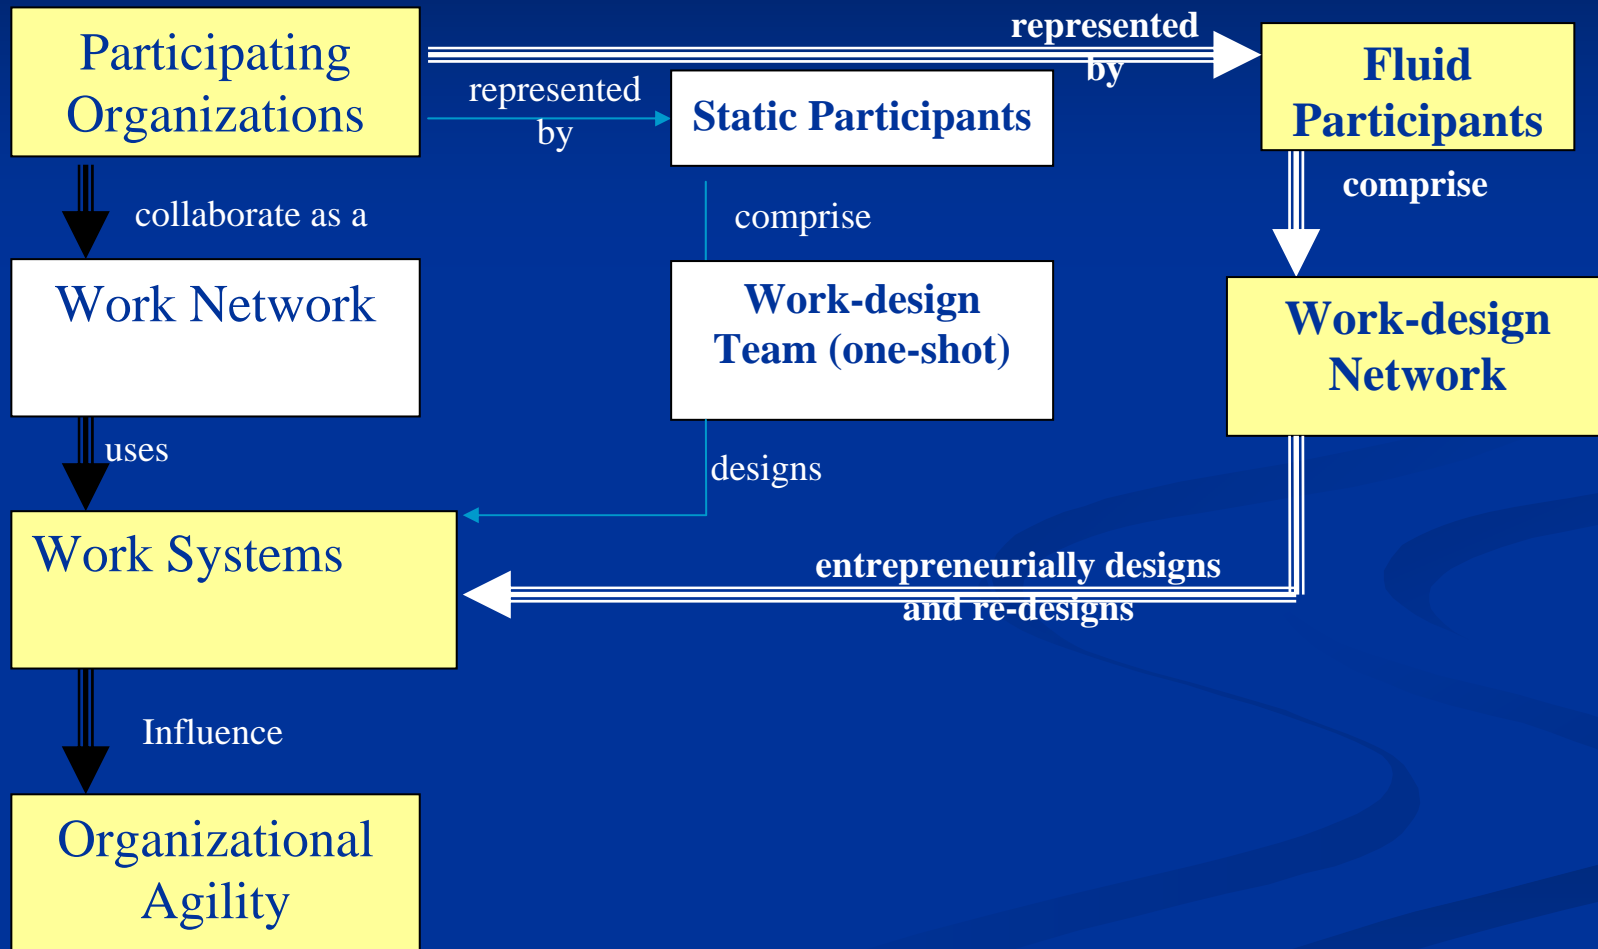 Participating
Organizations
represented
by
Static Participants
represented
by
Fluid
Participants
collaborate as a
comprise
comprise
Work Network
Work-design
Team (one-shot)
Work-design
Network
uses
designs
Work Systems
entrepreneurially designs
and re-designs
Influence
Organizational
Agility